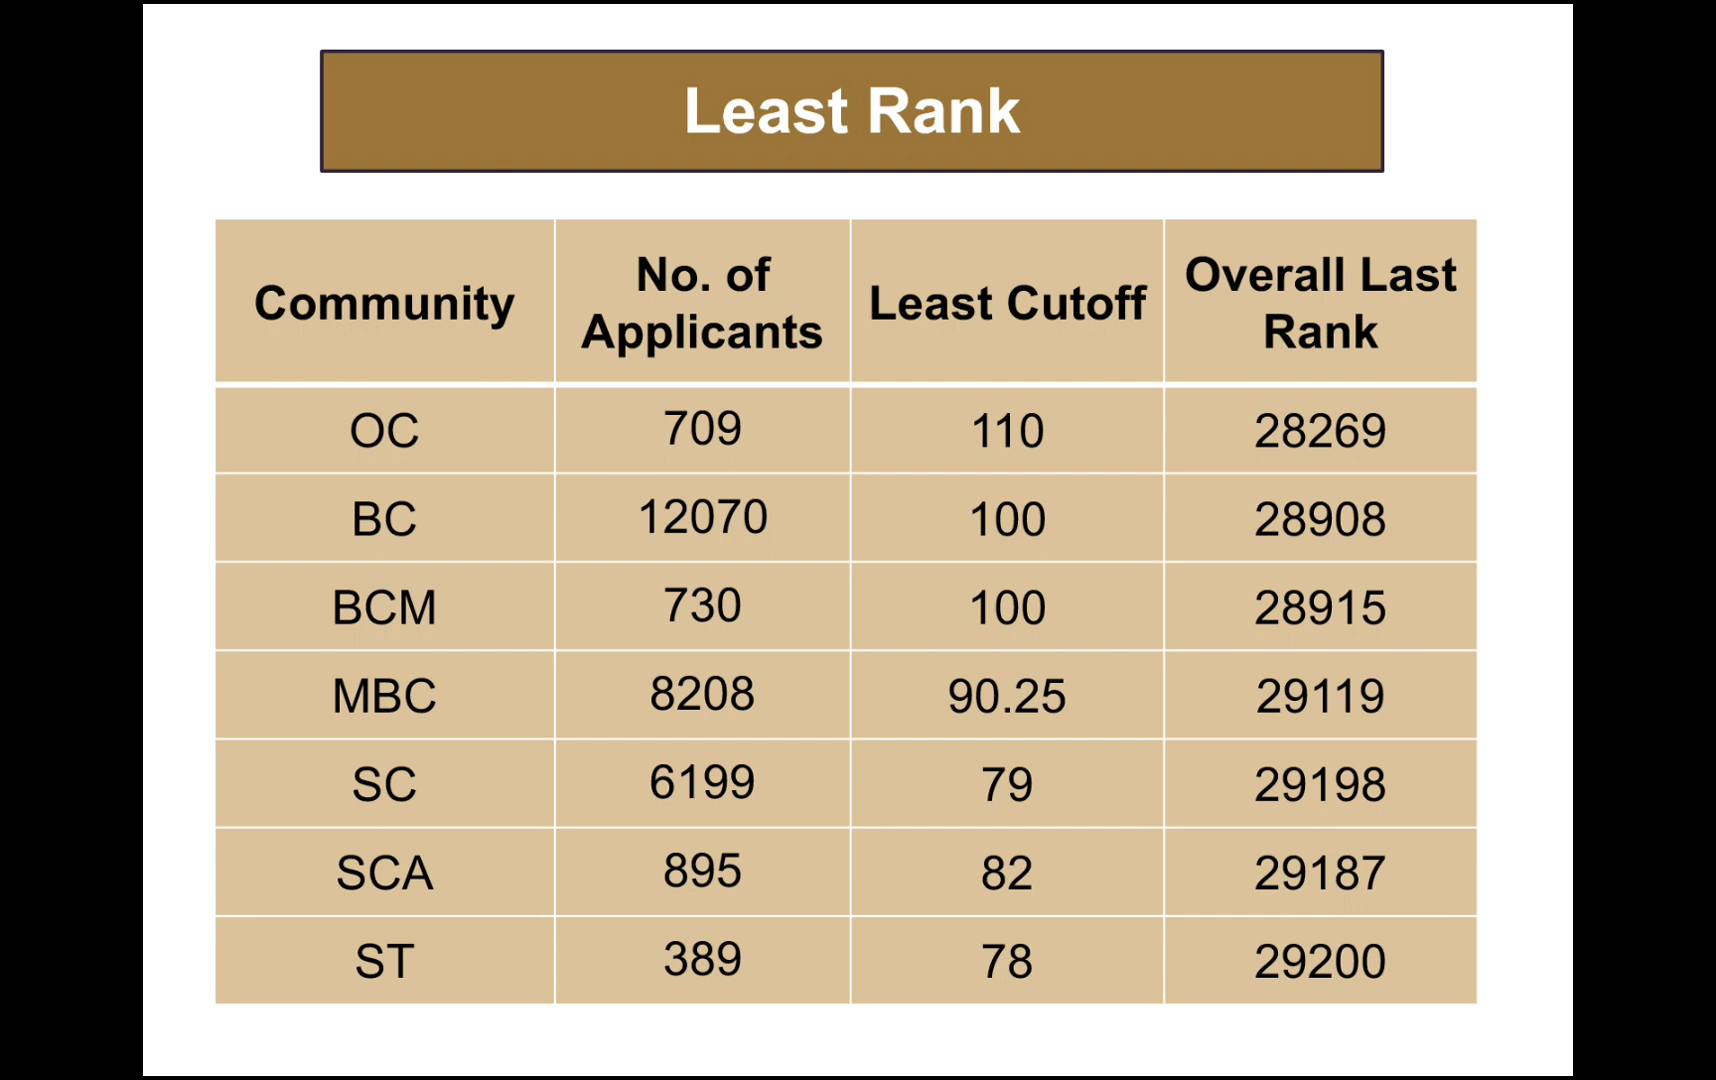 Least Rank
Community No. of Applicants Least Cutoff Overall Last Rank
OC 709 110 28269
BC 12070 100 28908
BCM 730 100 28915
MBC 8208 90.25 29119
SC 6199 79 29198
SCA 895 82 29187
ST 389 78 29200